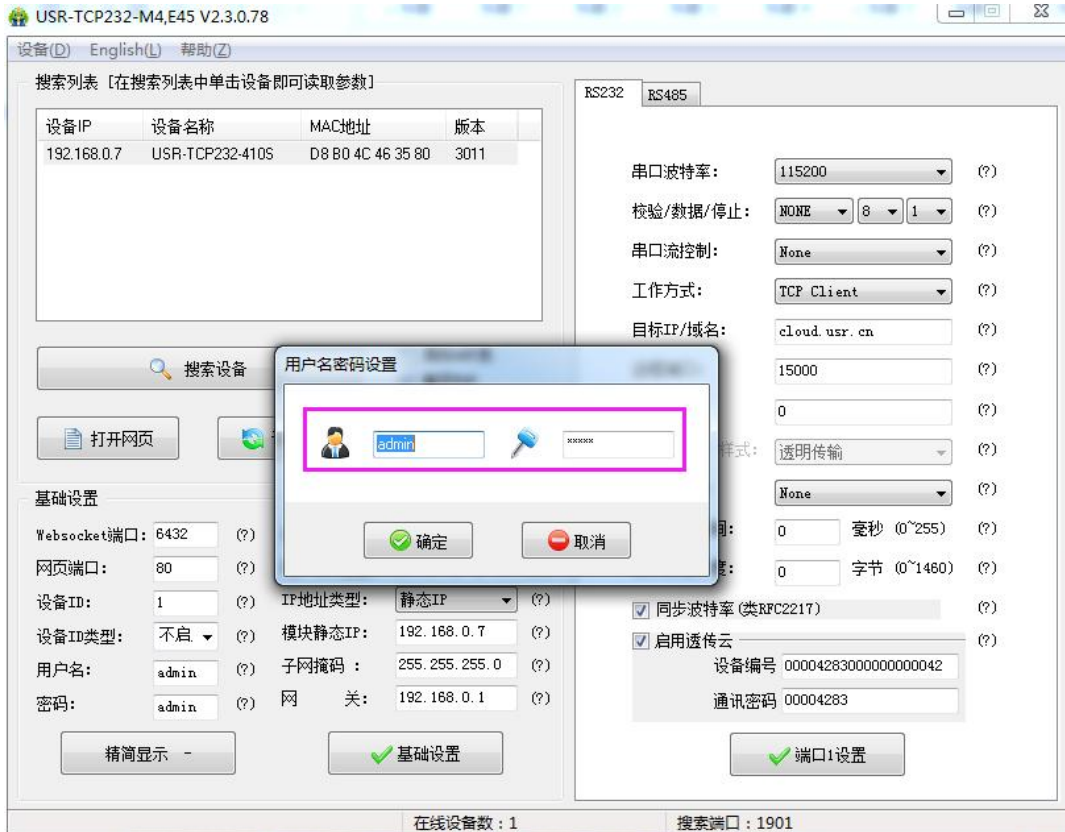 USR-TCP232-M4,E45 V2.3.0.78
设备(D) English(L) 帮助(Z)
搜索列表 [在搜索列表中单击设备即可读取参数]
设备IP 设备名称 MAC地址 版本
192.168.0.7 USR-TCP232-410S D8 B0 4C 46 35 80 3011
搜索设备
打开网页
用户名密码设置
admin *****
确定 取消
基础设置
Websocket端口: 6432 (?)
网页端口: 80 (?)
设备ID: 1 (?)
设备ID类型: 不启 (?)
用户名: admin (?)
密码: admin (?)
IP地址类型: 静态IP (?)
模块静态IP: 192.168.0.7 (?)
子网掩码 : 255.255.255.0 (?)
网 关: 192.168.0.1 (?)
精简显示 -
基础设置
RS232 RS485
串口波特率: 115200 (?)
校验/数据/停止: NONE 8 1 (?)
串口流控制: None (?)
工作方式: TCP Client (?)
目标IP/域名: cloud.usr.cn (?)
15000 (?)
0 (?)
样式: 透明传输 (?)
None (?)
0 毫秒 (0~255) (?)
0 字节 (0~1460) (?)
同步波特率(类RFC2217) (?)
启用透传云 (?)
设备编号 00004283000000000042
通讯密码 00004283
端口1设置
在线设备数:1 搜索端口:1901